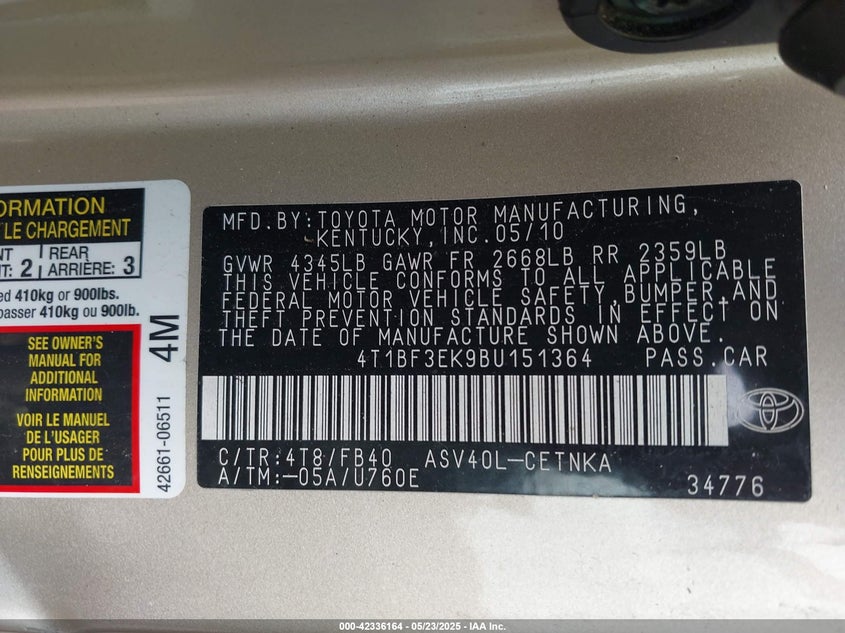 ORMATION
LE CHARGEMENT
NT : 2 REAR ARRIÈRE: 3
ed 410kg or 900lbs.
passer 410kg ou 900lb.
SEE OWNER'S
MANUAL FOR
ADDITIONAL
INFORMATION
VOIR LE MANUEL
DE L'USAGER
POUR PLUS DE
RENSEIGNEMENTS
4M
42661-06511
MFD.BY:TOYOTA MOTOR MANUFACTURING,
KENTUCKY,INC.05/10
GVWR 4345LB GAWR FR 2668LB RR 2359LB
THIS VEHICLE CONFORMS TO ALL APPLICABLE
FEDERAL MOTOR VEHICLE SAFETY,BUMPER,AND
THEFT PREVENTION STANDARDS IN EFFECT ON
THE DATE OF MANUFACTURE SHOWN ABOVE.
4T1BF3EK9BU151364 PASS.CAR
C/TR:4T8/FB40 ASV40L-CETNKA
A/TM:-05A/U760E
34776
000-42336164 - 05/23/2025 - IAA Inc.